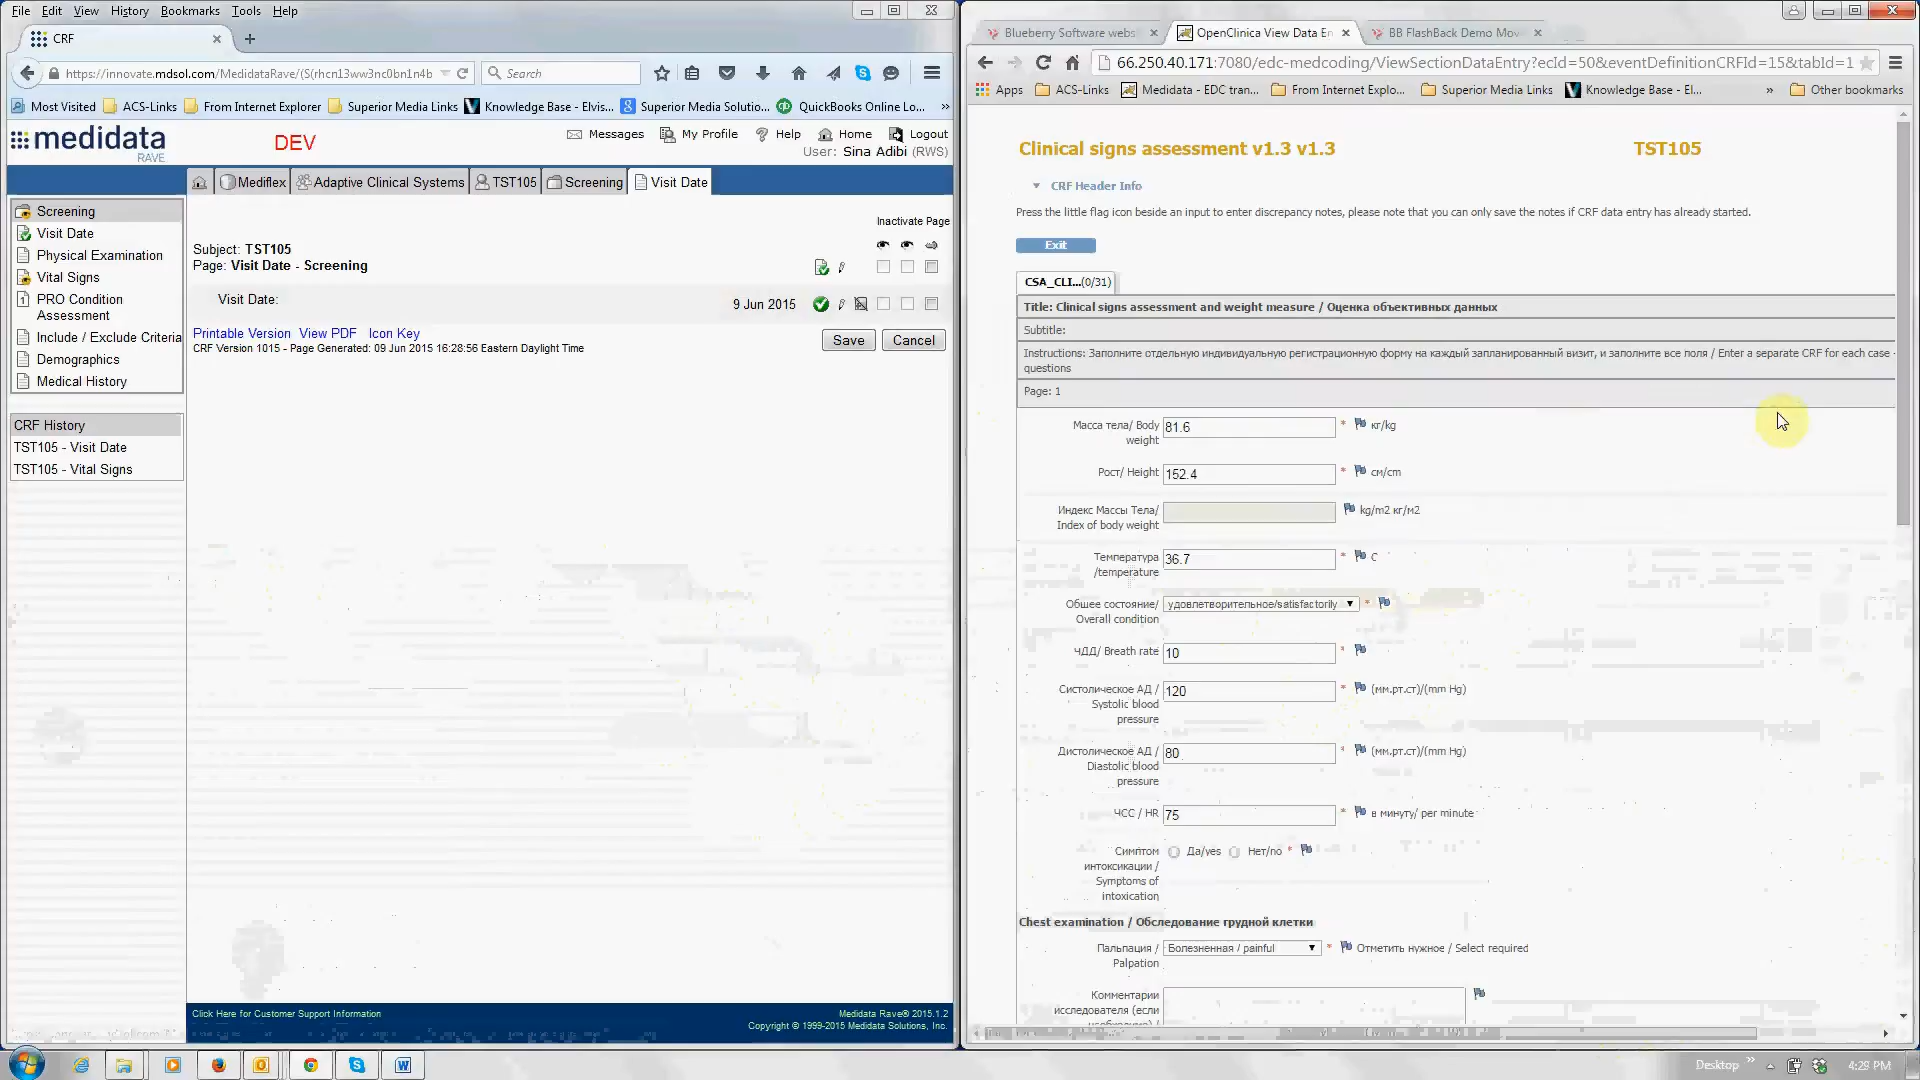 File Edit View History Bookmarks Tools Help
CRF
https://innovate.mdsol.com/MedidataRave/(S(rhcn13ww3nc0bn1n4b
Search
Most Visited ACS-Links From Internet Explorer Superior Media Links Knowledge Base - Elvis... Superior Media Solutio... QuickBooks Online Lo... »
medidata
RAVE
DEV
Messages My Profile Help Home Logout
User: Sina Adibi (RWS)
Mediflex Adaptive Clinical Systems TST105 Screening Visit Date
Screening
Visit Date
Physical Examination
Vital Signs
PRO Condition
Assessment
Include / Exclude Criteria
Demographics
Medical History
CRF History
TST105 - Visit Date
TST105 - Vital Signs
Inactivate Page
Subject: TST105
Page: Visit Date - Screening
Visit Date:
9 Jun 2015
Printable Version View PDF Icon Key
Save Cancel
CRF Version 1015 - Page Generated: 09 Jun 2015 16:28:56 Eastern Daylight Time
Click Here for Customer Support Information
Medidata Rave® 2015.1.2
Copyright © 1999-2015 Medidata Solutions, Inc.
Blueberry Software webs OpenClinica View Data En BB FlashBack Demo Mov
66.250.40.171:7080/edc-medcoding/ViewSectionDataEntry?ecId=50&eventDefinitionCRFId=15&tabId=1
Apps ACS-Links Medidata - EDC tran... From Internet Explo... Superior Media Links Knowledge Base - El... » Other bookmarks
Clinical signs assessment v1.3 v1.3
TST105
CRF Header Info
Press the little flag icon beside an input to enter discrepancy notes, please note that you can only save the notes if CRF data entry has already started.
Exit
CSA_CLI...(0/31)
Title: Clinical signs assessment and weight measure / Оценка объективных данных
Subtitle:
Instructions: Заполните отдельную индивидуальную регистрационную форму на каждый запланированный визит, и заполните все поля / Enter a separate CRF for each case -
questions
Page: 1
Масса тела/ Body
weight
81.6
* кг/kg
Рост/ Height
152.4
* см/cm
Индекс Массы Тела/
Index of body weight
kg/m2 кг/м2
Температура
/temperature
36.7
* C
Общее состояние/
Overall condition
удовлетворительное/satisfactorily
*
ЧДД/ Breath rate
10
*
Систолическое АД /
Systolic blood
pressure
120
* (мм.рт.ст)/(mm Hg)
Дистолическое АД /
Diastolic blood
pressure
80
* (мм.рт.ст)/(mm Hg)
ЧСС / HR
75
* в минуту/ per minute
Симптом
интоксикации /
Symptoms of
intoxication
Да/yes Нет/no *
Chest examination / Обследование грудной клетки
Пальпация /
Palpation
Болезненная / painful
* Отметить нужное / Select required
Комментарии
исследователя (если
Desktop »
4:29 PM